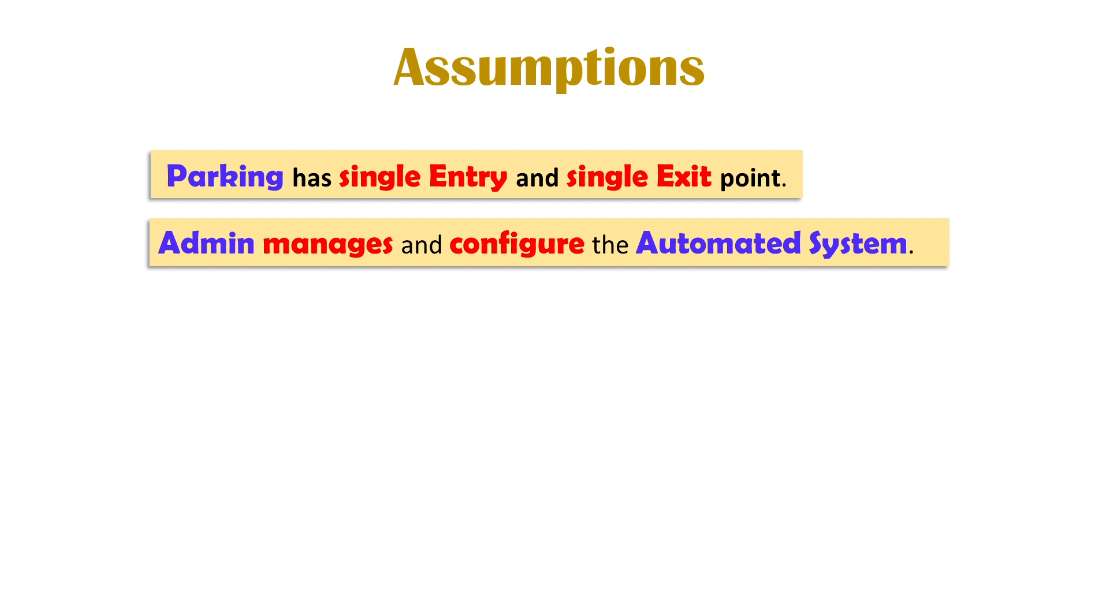 Assumptions
Parking has single Entry and single Exit point.
Admin manages and configure the Automated System.